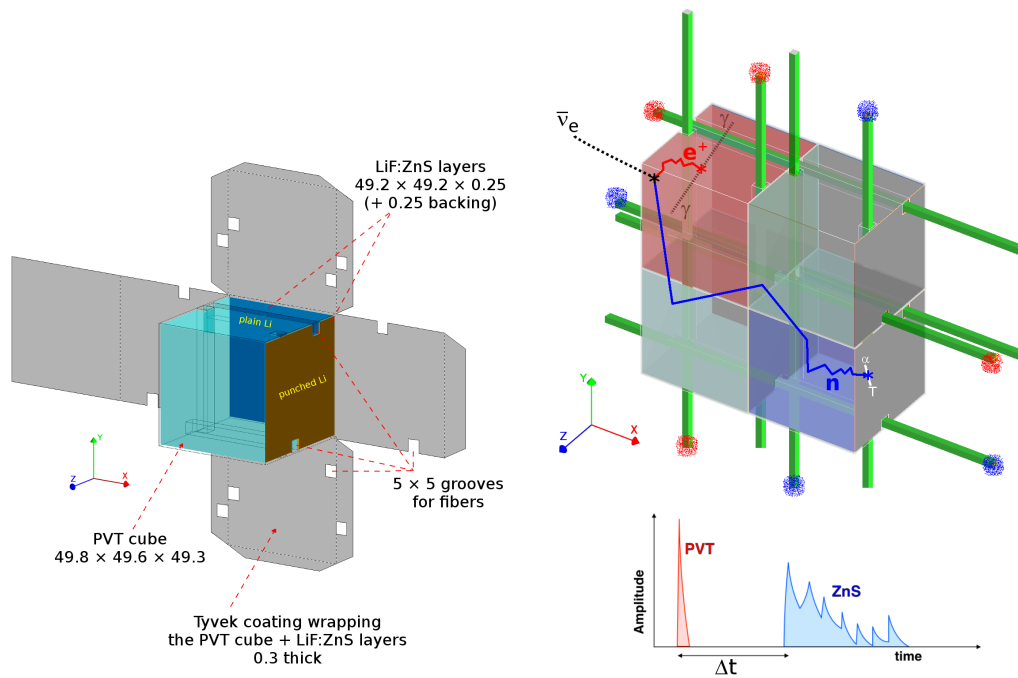 LiF:ZnS layers
49.2 × 49.2 × 0.25
(+ 0.25 backing)
plain Li
punched Li
Y
X
Z
5 × 5 grooves
for fibers
PVT cube
49.8 × 49.6 × 49.3
Tyvek coating wrapping
the PVT cube + LiF:ZnS layers
0.3 thick
ν̅e
e+
γ
γ
n
α
T
Y
X
Z
PVT
ZnS
Amplitude
time
Δt